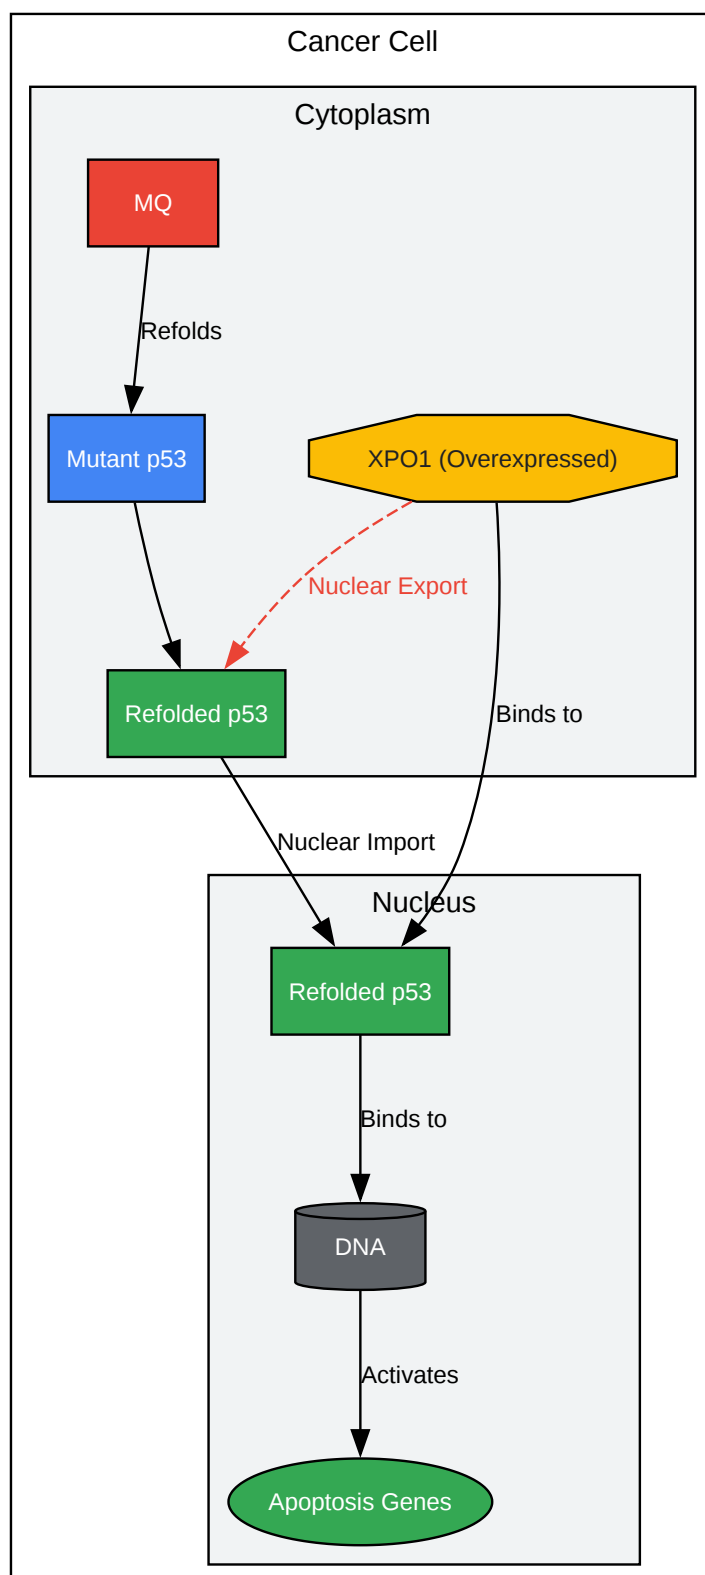 Cancer Cell
Cytoplasm
MQ
Refolds
Mutant p53
XPO1 (Overexpressed)
Nuclear Export
Refolded p53
Binds to
Nuclear Import
Nucleus
Refolded p53
Binds to
DNA
Activates
Apoptosis Genes